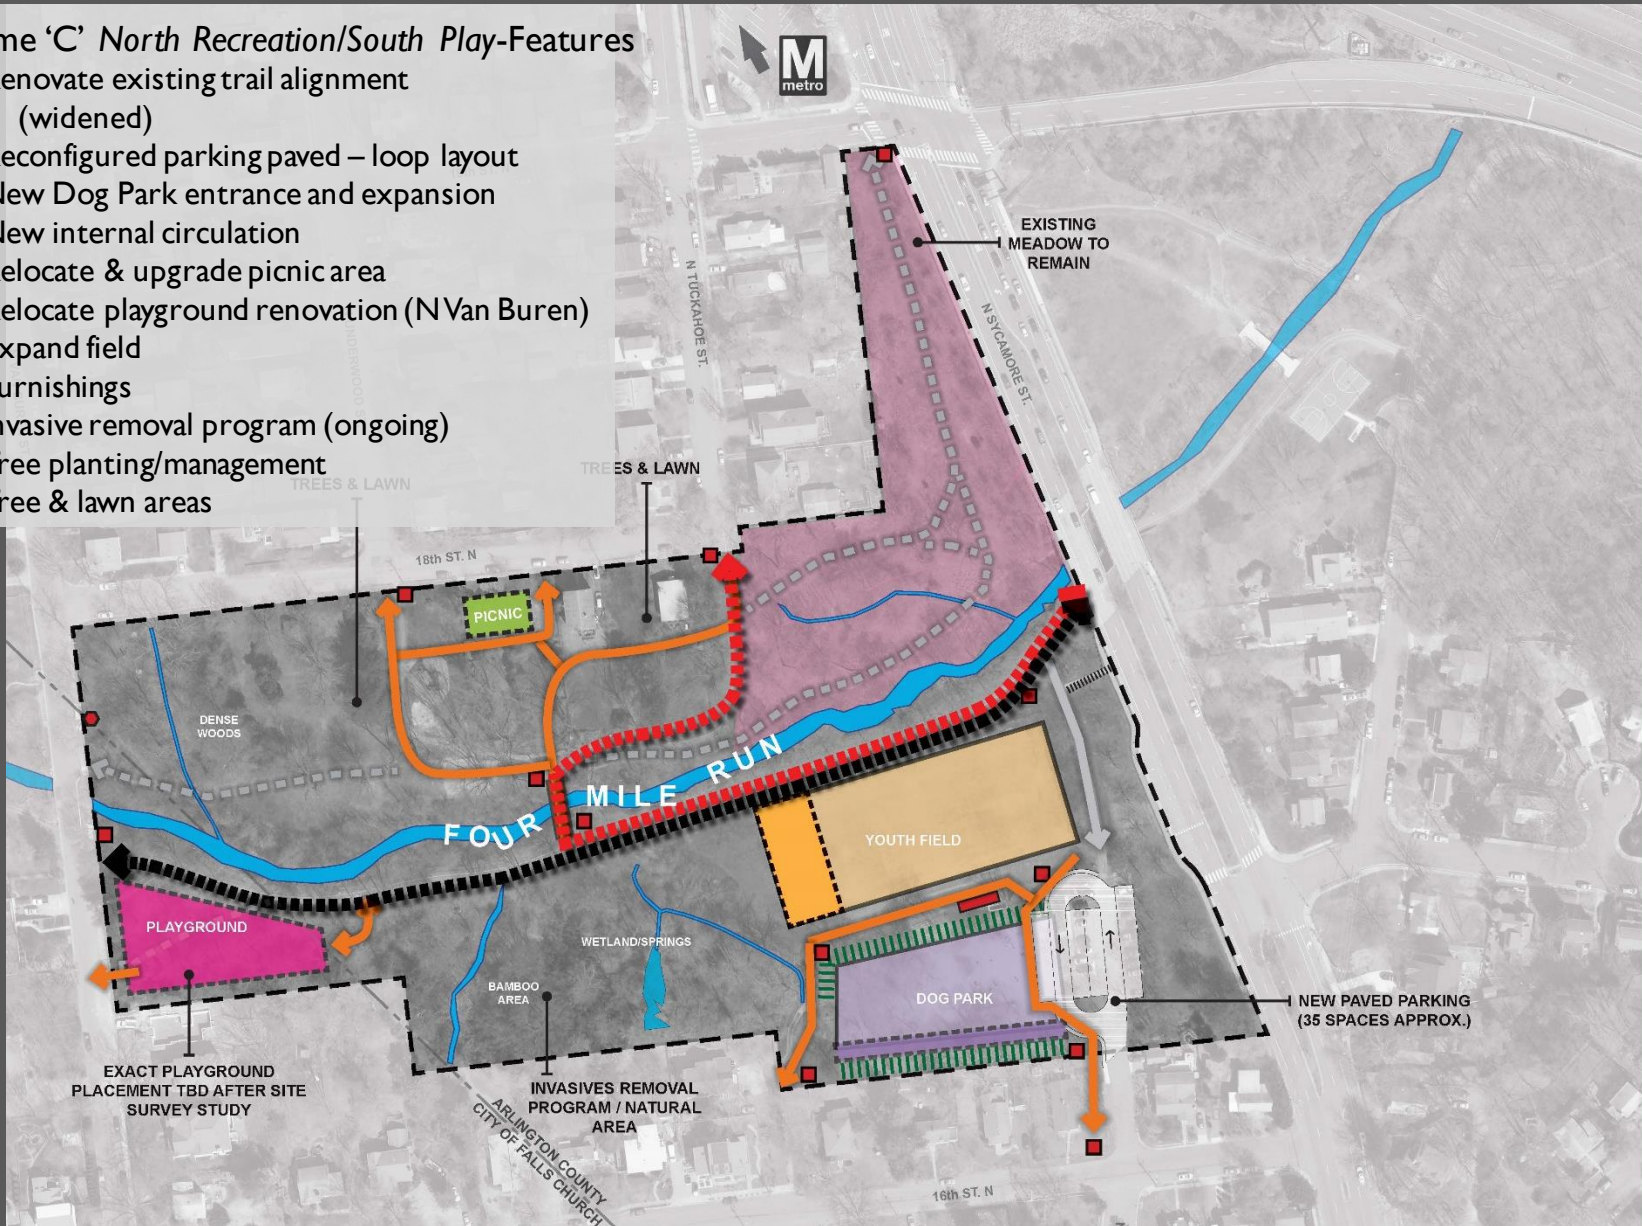 me ‘C’ North Recreation/South Play-Features
enovate existing trail alignment
(widened)
econfigured parking paved – loop layout
New Dog Park entrance and expansion
New internal circulation
elocate & upgrade picnic area
elocate playground renovation (N Van Buren)
xpand field
urnishings
nvasive removal program (ongoing)
ree planting/management
ree & lawn areas
M
metro
EXISTING
MEADOW TO
REMAIN
N TUCKAHOE ST.
N SYCAMORE ST.
TREES & LAWN
TREES & LAWN
18th ST. N
PICNIC
DENSE
WOODS
FOUR MILE RUN
YOUTH FIELD
PLAYGROUND
WETLAND/SPRINGS
BAMBOO
AREA
DOG PARK
NEW PAVED PARKING
(35 SPACES APPROX.)
EXACT PLAYGROUND
PLACEMENT TBD AFTER SITE
SURVEY STUDY
INVASIVES REMOVAL
PROGRAM / NATURAL
AREA
ARLINGTON COUNTY
CITY OF FALLS CHURCH
16th ST. N